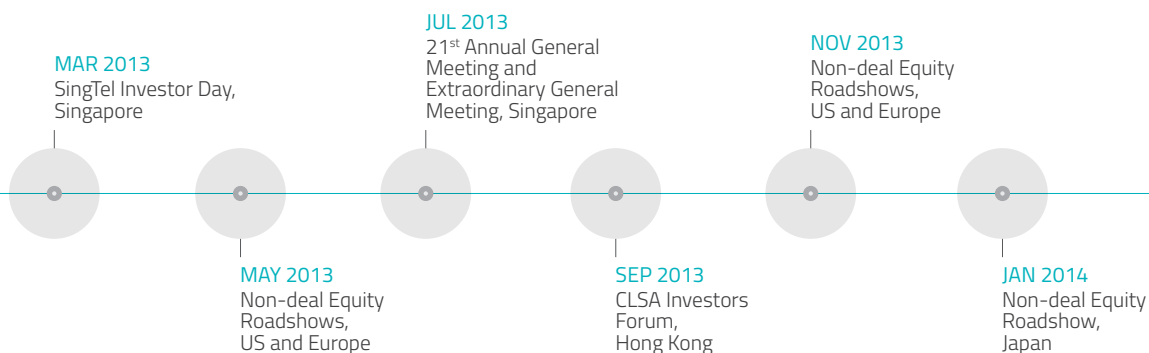 MAR 2013
SingTel Investor Day,
Singapore
MAY 2013
Non-deal Equity
Roadshows,
US and Europe
JUL 2013
21st Annual General
Meeting and
Extraordinary General
Meeting, Singapore
SEP 2013
CLSA Investors
Forum,
Hong Kong
NOV 2013
Non-deal Equity
Roadshows,
US and Europe
JAN 2014
Non-deal Equity
Roadshow,
Japan